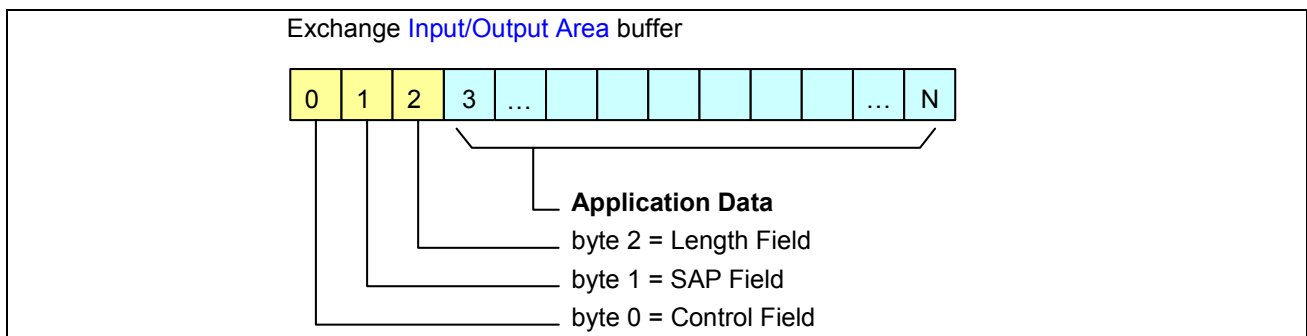 Exchange Input/Output Area buffer
0 1 2 3 … … N
Application Data
byte 2 = Length Field
byte 1 = SAP Field
byte 0 = Control Field